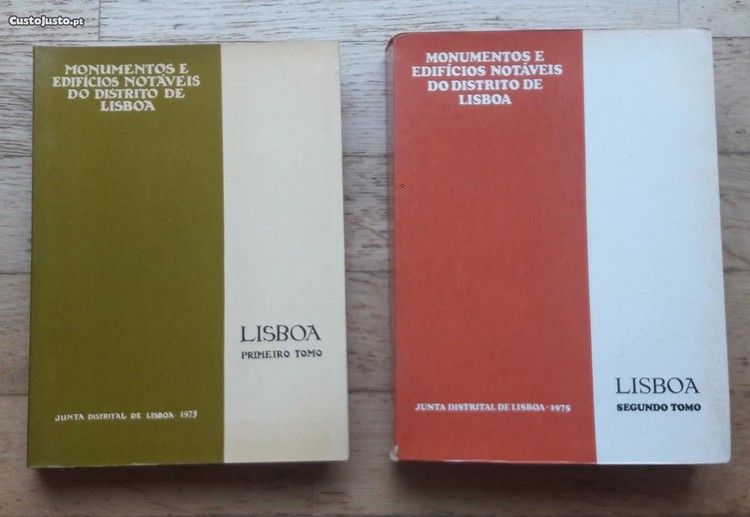 CustoJusto.pt
MONUMENTOS E
EDIFÍCIOS NOTÁVEIS
DO DISTRITO DE
LISBOA
LISBOA
PRIMEIRO TOMO
JUNTA DISTRITAL DE LISBOA · 1973
MONUMENTOS E
EDIFÍCIOS NOTÁVEIS
DO DISTRITO DE
LISBOA
LISBOA
SEGUNDO TOMO
JUNTA DISTRITAL DE LISBOA · 1975